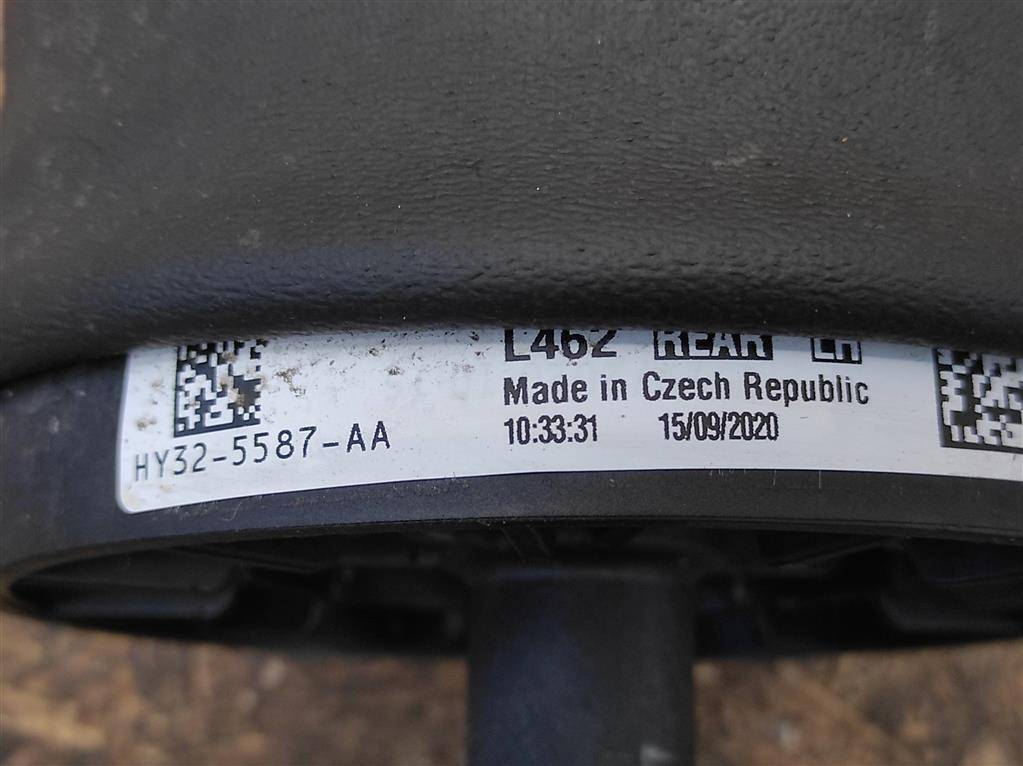 L462 REAR LH
Made in Czech Republic
10:33:31 15/09/2020
HY32-5587-AA